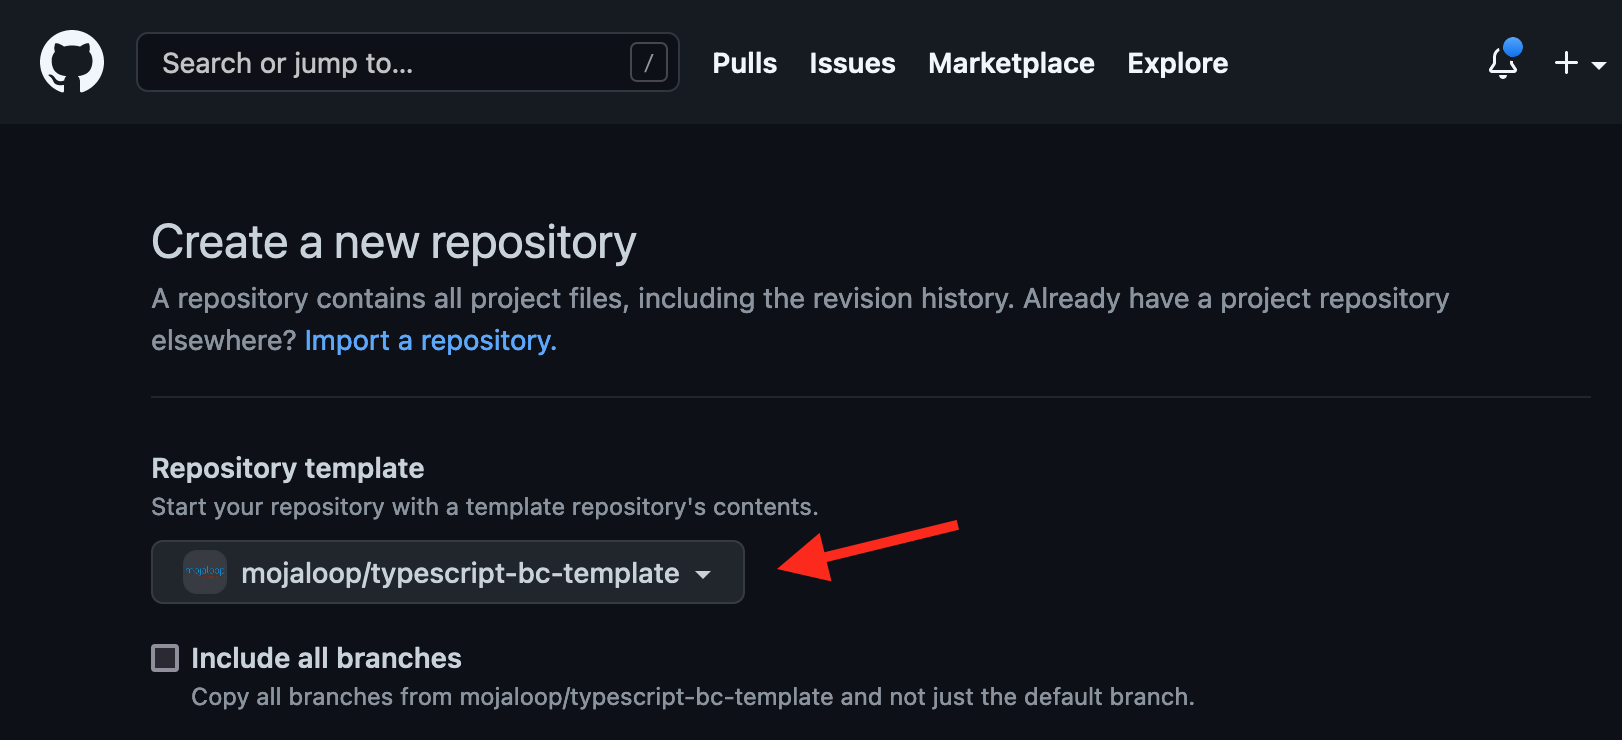 Search or jump to... /
Pulls Issues Marketplace Explore
Create a new repository
A repository contains all project files, including the revision history. Already have a project repository
elsewhere? Import a repository.
Repository template
Start your repository with a template repository's contents.
mojaloop mojaloop/typescript-bc-template
Include all branches
Copy all branches from mojaloop/typescript-bc-template and not just the default branch.